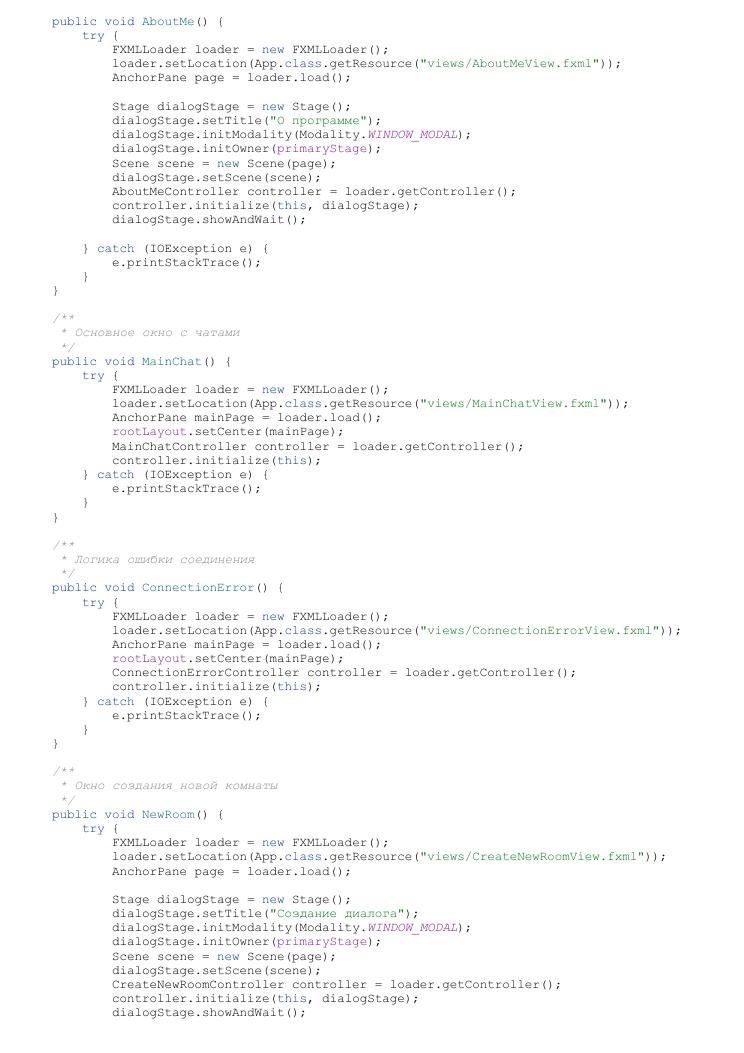 public void AboutMe() {
    try {
        FXMLLoader loader = new FXMLLoader();
        loader.setLocation(App.class.getResource("views/AboutMeView.fxml"));
        AnchorPane page = loader.load();

        Stage dialogStage = new Stage();
        dialogStage.setTitle("О программе");
        dialogStage.initModality(Modality.WINDOW_MODAL);
        dialogStage.initOwner(primaryStage);
        Scene scene = new Scene(page);
        dialogStage.setScene(scene);
        AboutMeController controller = loader.getController();
        controller.initialize(this, dialogStage);
        dialogStage.showAndWait();

    } catch (IOException e) {
        e.printStackTrace();
    }
}

/**
 * Основное окно с чатами
 */
public void MainChat() {
    try {
        FXMLLoader loader = new FXMLLoader();
        loader.setLocation(App.class.getResource("views/MainChatView.fxml"));
        AnchorPane mainPage = loader.load();
        rootLayout.setCenter(mainPage);
        MainChatController controller = loader.getController();
        controller.initialize(this);
    } catch (IOException e) {
        e.printStackTrace();
    }
}

/**
 * Логика ошибки соединения
 */
public void ConnectionError() {
    try {
        FXMLLoader loader = new FXMLLoader();
        loader.setLocation(App.class.getResource("views/ConnectionErrorView.fxml"));
        AnchorPane mainPage = loader.load();
        rootLayout.setCenter(mainPage);
        ConnectionErrorController controller = loader.getController();
        controller.initialize(this);
    } catch (IOException e) {
        e.printStackTrace();
    }
}

/**
 * Окно создания новой комнаты
 */
public void NewRoom() {
    try {
        FXMLLoader loader = new FXMLLoader();
        loader.setLocation(App.class.getResource("views/CreateNewRoomView.fxml"));
        AnchorPane page = loader.load();

        Stage dialogStage = new Stage();
        dialogStage.setTitle("Создание диалога");
        dialogStage.initModality(Modality.WINDOW_MODAL);
        dialogStage.initOwner(primaryStage);
        Scene scene = new Scene(page);
        dialogStage.setScene(scene);
        CreateNewRoomController controller = loader.getController();
        controller.initialize(this, dialogStage);
        dialogStage.showAndWait();